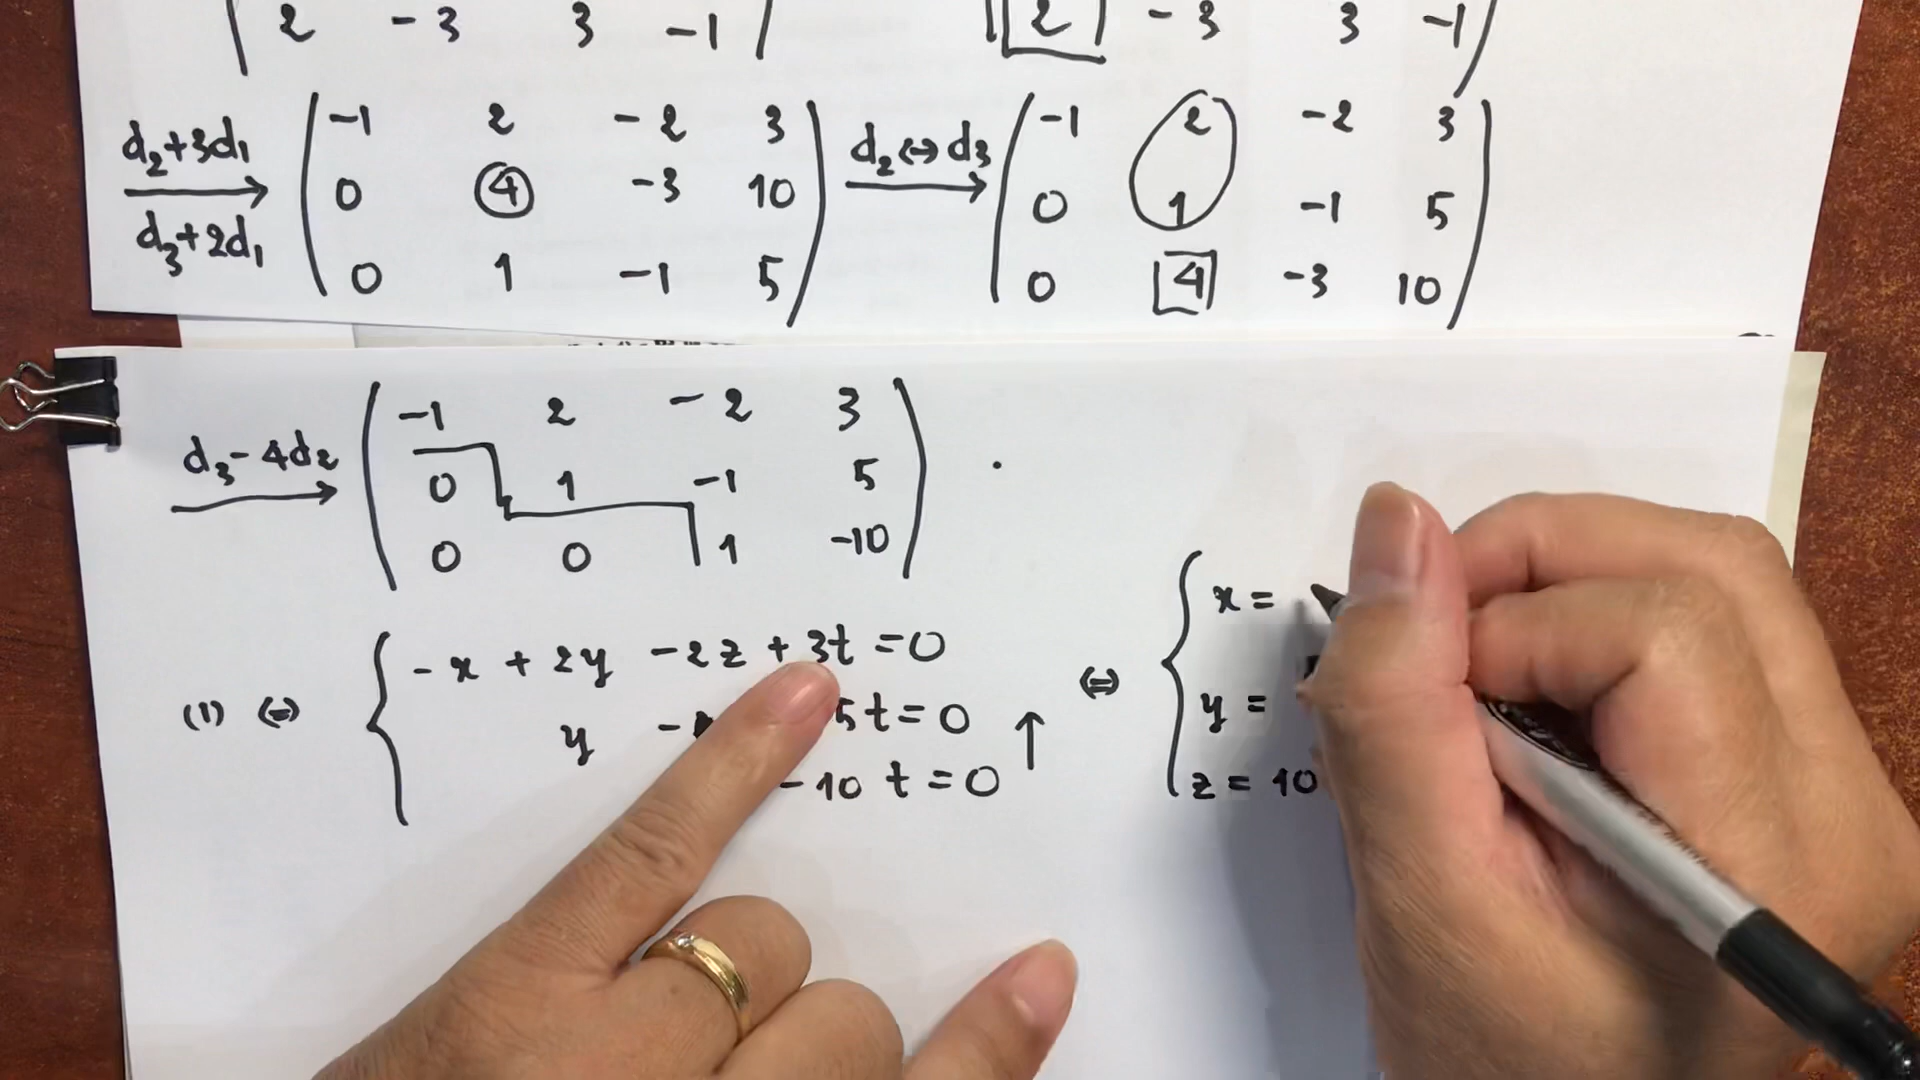 2 -3 3 -1 2 -3 3 -1
d2+3d1 d3+2d1 -1 2 -2 3 d2↔d3 -1 2 -2 3
0 4 -3 10 0 1 -1 5
0 1 -1 5 0 4 -3 10
-1 2 -2 3
d3-4d2 0 1 -1 5
0 0 1 -10
-x + 2y -2z + 3t = 0 x =
(1) ⇔ y - 5t = 0 ⇔ y =
-10 t = 0 z = 10